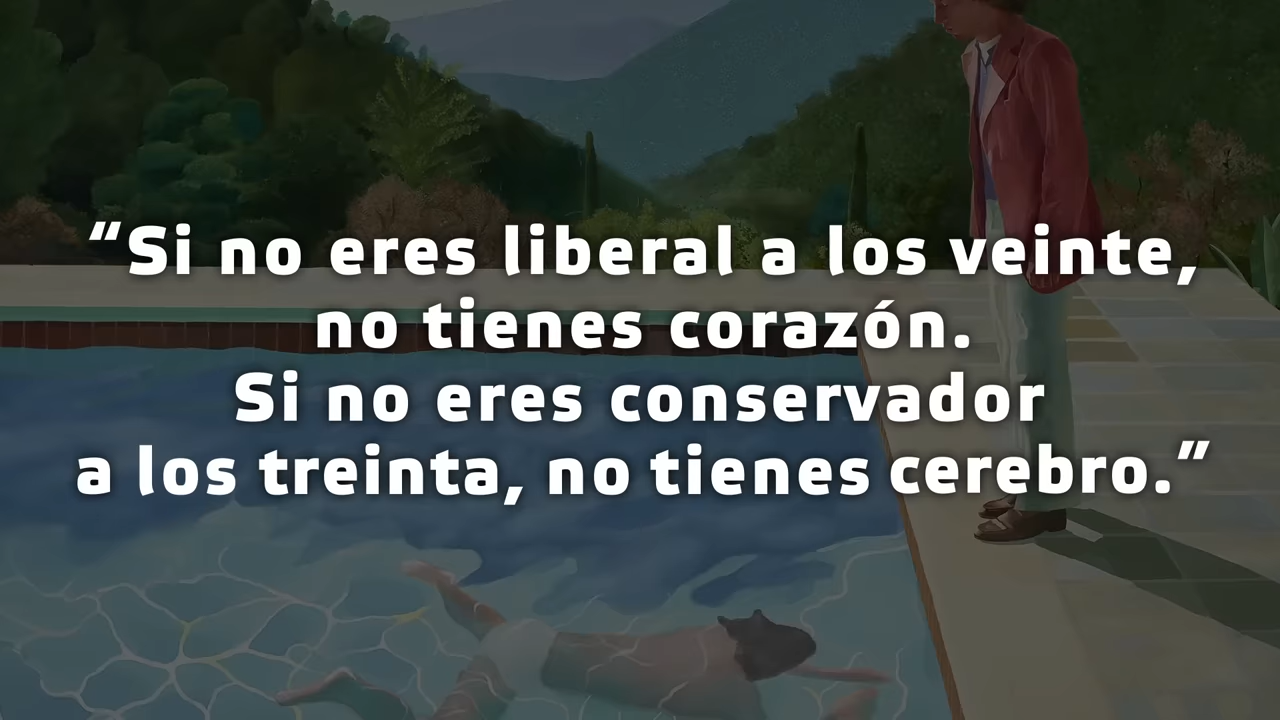 “Si no eres liberal a los veinte,
no tienes corazón.
Si no eres conservador
a los treinta, no tienes cerebro.”